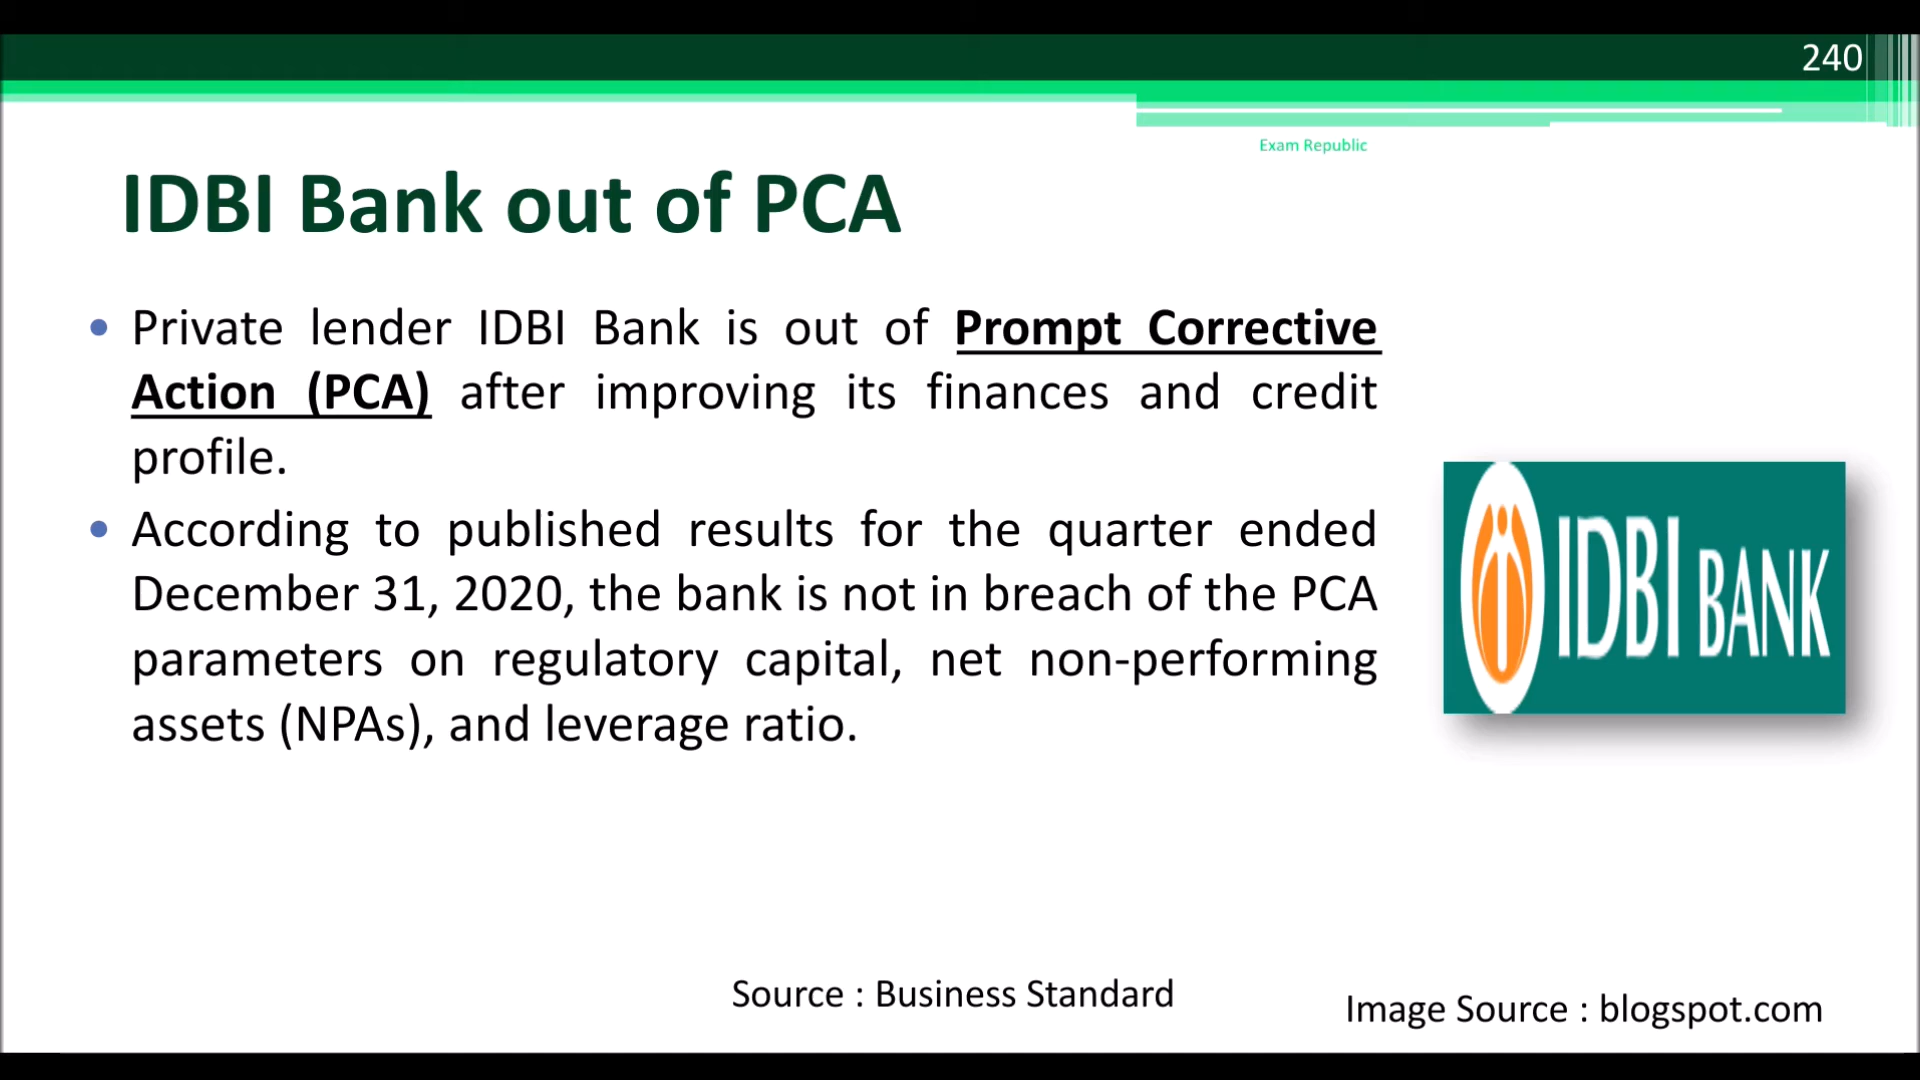 240
Exam Republic
IDBI Bank out of PCA
• Private lender IDBI Bank is out of Prompt Corrective
Action (PCA) after improving its finances and credit
profile.
• According to published results for the quarter ended
December 31, 2020, the bank is not in breach of the PCA
parameters on regulatory capital, net non-performing
assets (NPAs), and leverage ratio.
IDBI BANK
Source : Business Standard
Image Source : blogspot.com